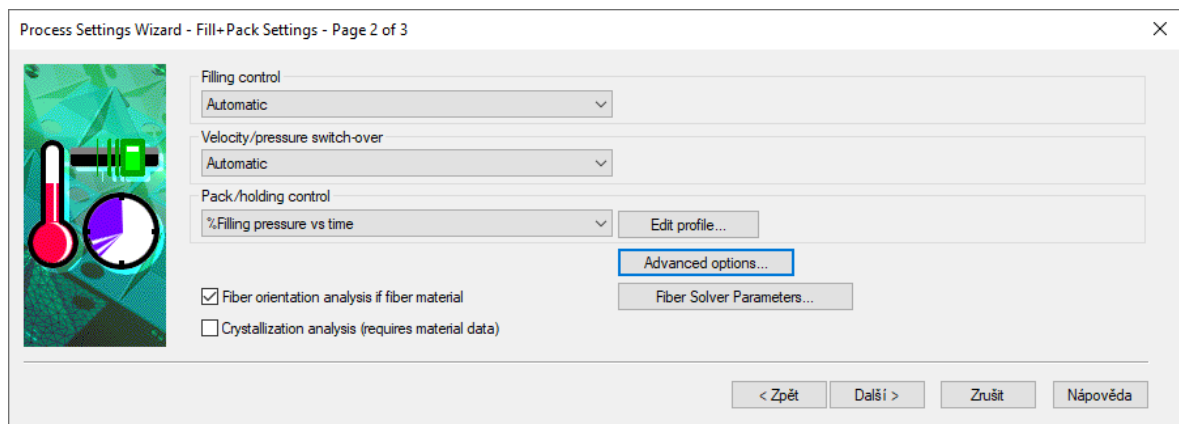 Process Settings Wizard - Fill+Pack Settings - Page 2 of 3
Filling control
Automatic
Velocity/pressure switch-over
Automatic
Pack/holding control
%Filling pressure vs time
Edit profile...
Advanced options...
Fiber orientation analysis if fiber material
Fiber Solver Parameters...
Crystallization analysis (requires material data)
< Zpět
Další >
Zrušit
Nápověda